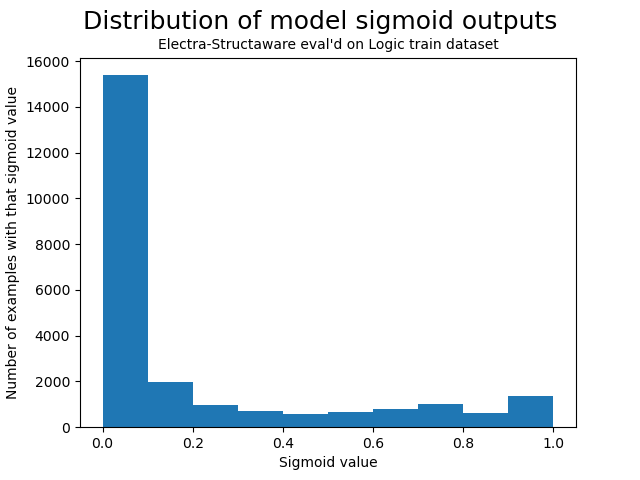 Distribution of model sigmoid outputs
Electra-Structaware eval'd on Logic train dataset
Number of examples with that sigmoid value
16000
14000
12000
10000
8000
6000
4000
2000
0
0.0 0.2 0.4 0.6 0.8 1.0
Sigmoid value